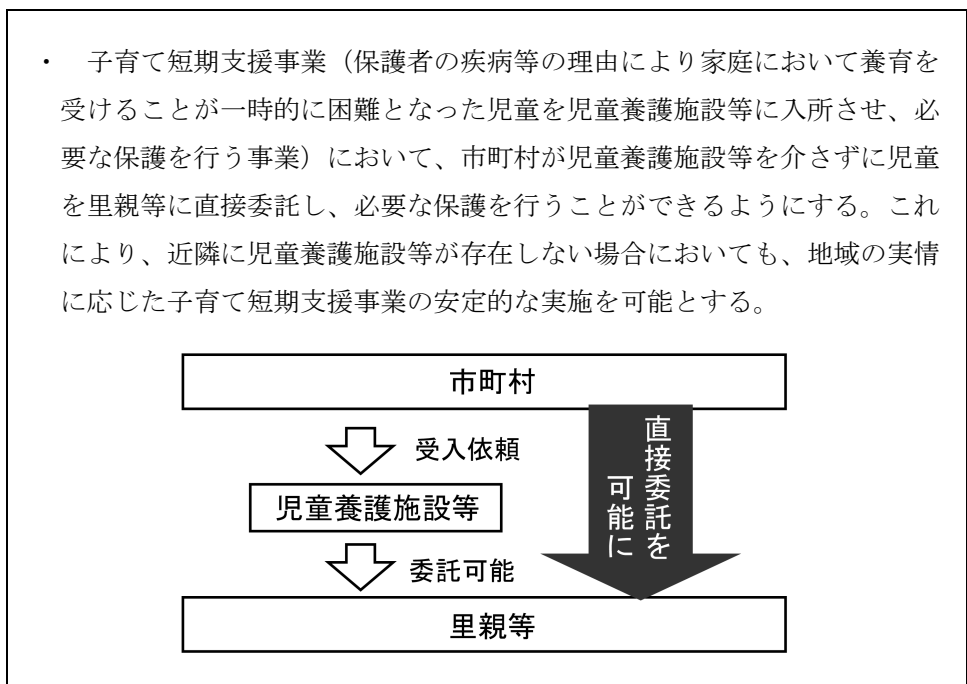 ・ 子育て短期支援事業（保護者の疾病等の理由により家庭において養育を
受けることが一時的に困難となった児童を児童養護施設等に入所させ、必
要な保護を行う事業）において、市町村が児童養護施設等を介さずに児童
を里親等に直接委託し、必要な保護を行うことができるようにする。これ
により、近隣に児童養護施設等が存在しない場合においても、地域の実情
に応じた子育て短期支援事業の安定的な実施を可能とする。
市町村
受入依頼
児童養護施設等
委託可能
直接委託を
可能に
里親等